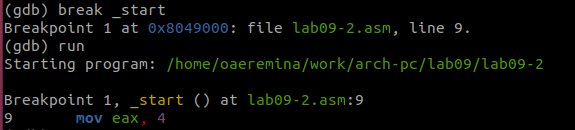 (gdb) break _start
Breakpoint 1 at 0x8049000: file lab09-2.asm, line 9.
(gdb) run
Starting program: /home/oaeremina/work/arch-pc/lab09/lab09-2
Breakpoint 1, _start () at lab09-2.asm:9
9 mov eax, 4